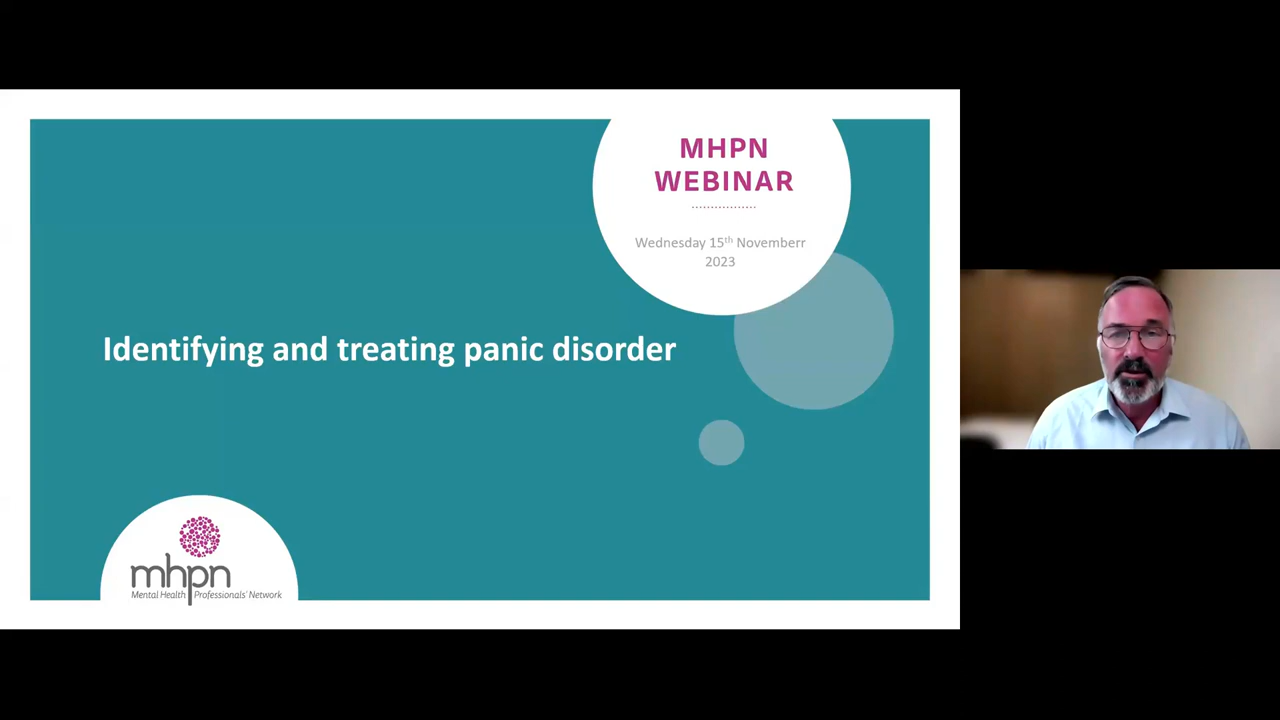 MHPN
WEBINAR
Wednesday 15th Novemberr
2023
Identifying and treating panic disorder
mhpn
Mental Health Professionals' Network